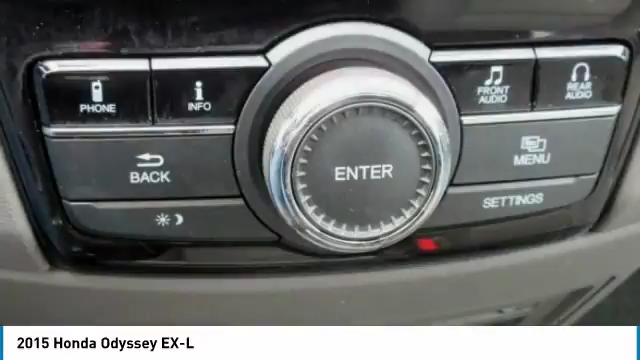 PHONE
INFO
FRONT AUDIO
REAR AUDIO
BACK
ENTER
MENU
SETTINGS
2015 Honda Odyssey EX-L